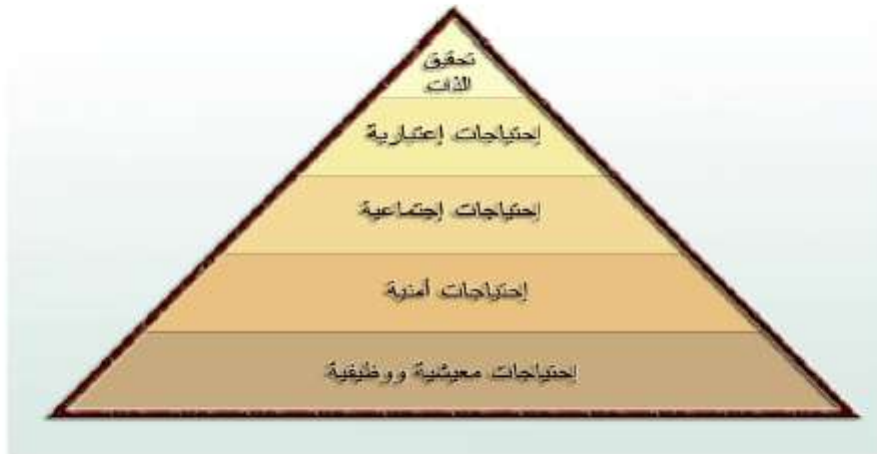 تحقيق
الذات
إحتياجات إعتبارية
إحتياجات إجتماعية
إحتياجات أمنية
إحتياجات معيشية ووظيفية